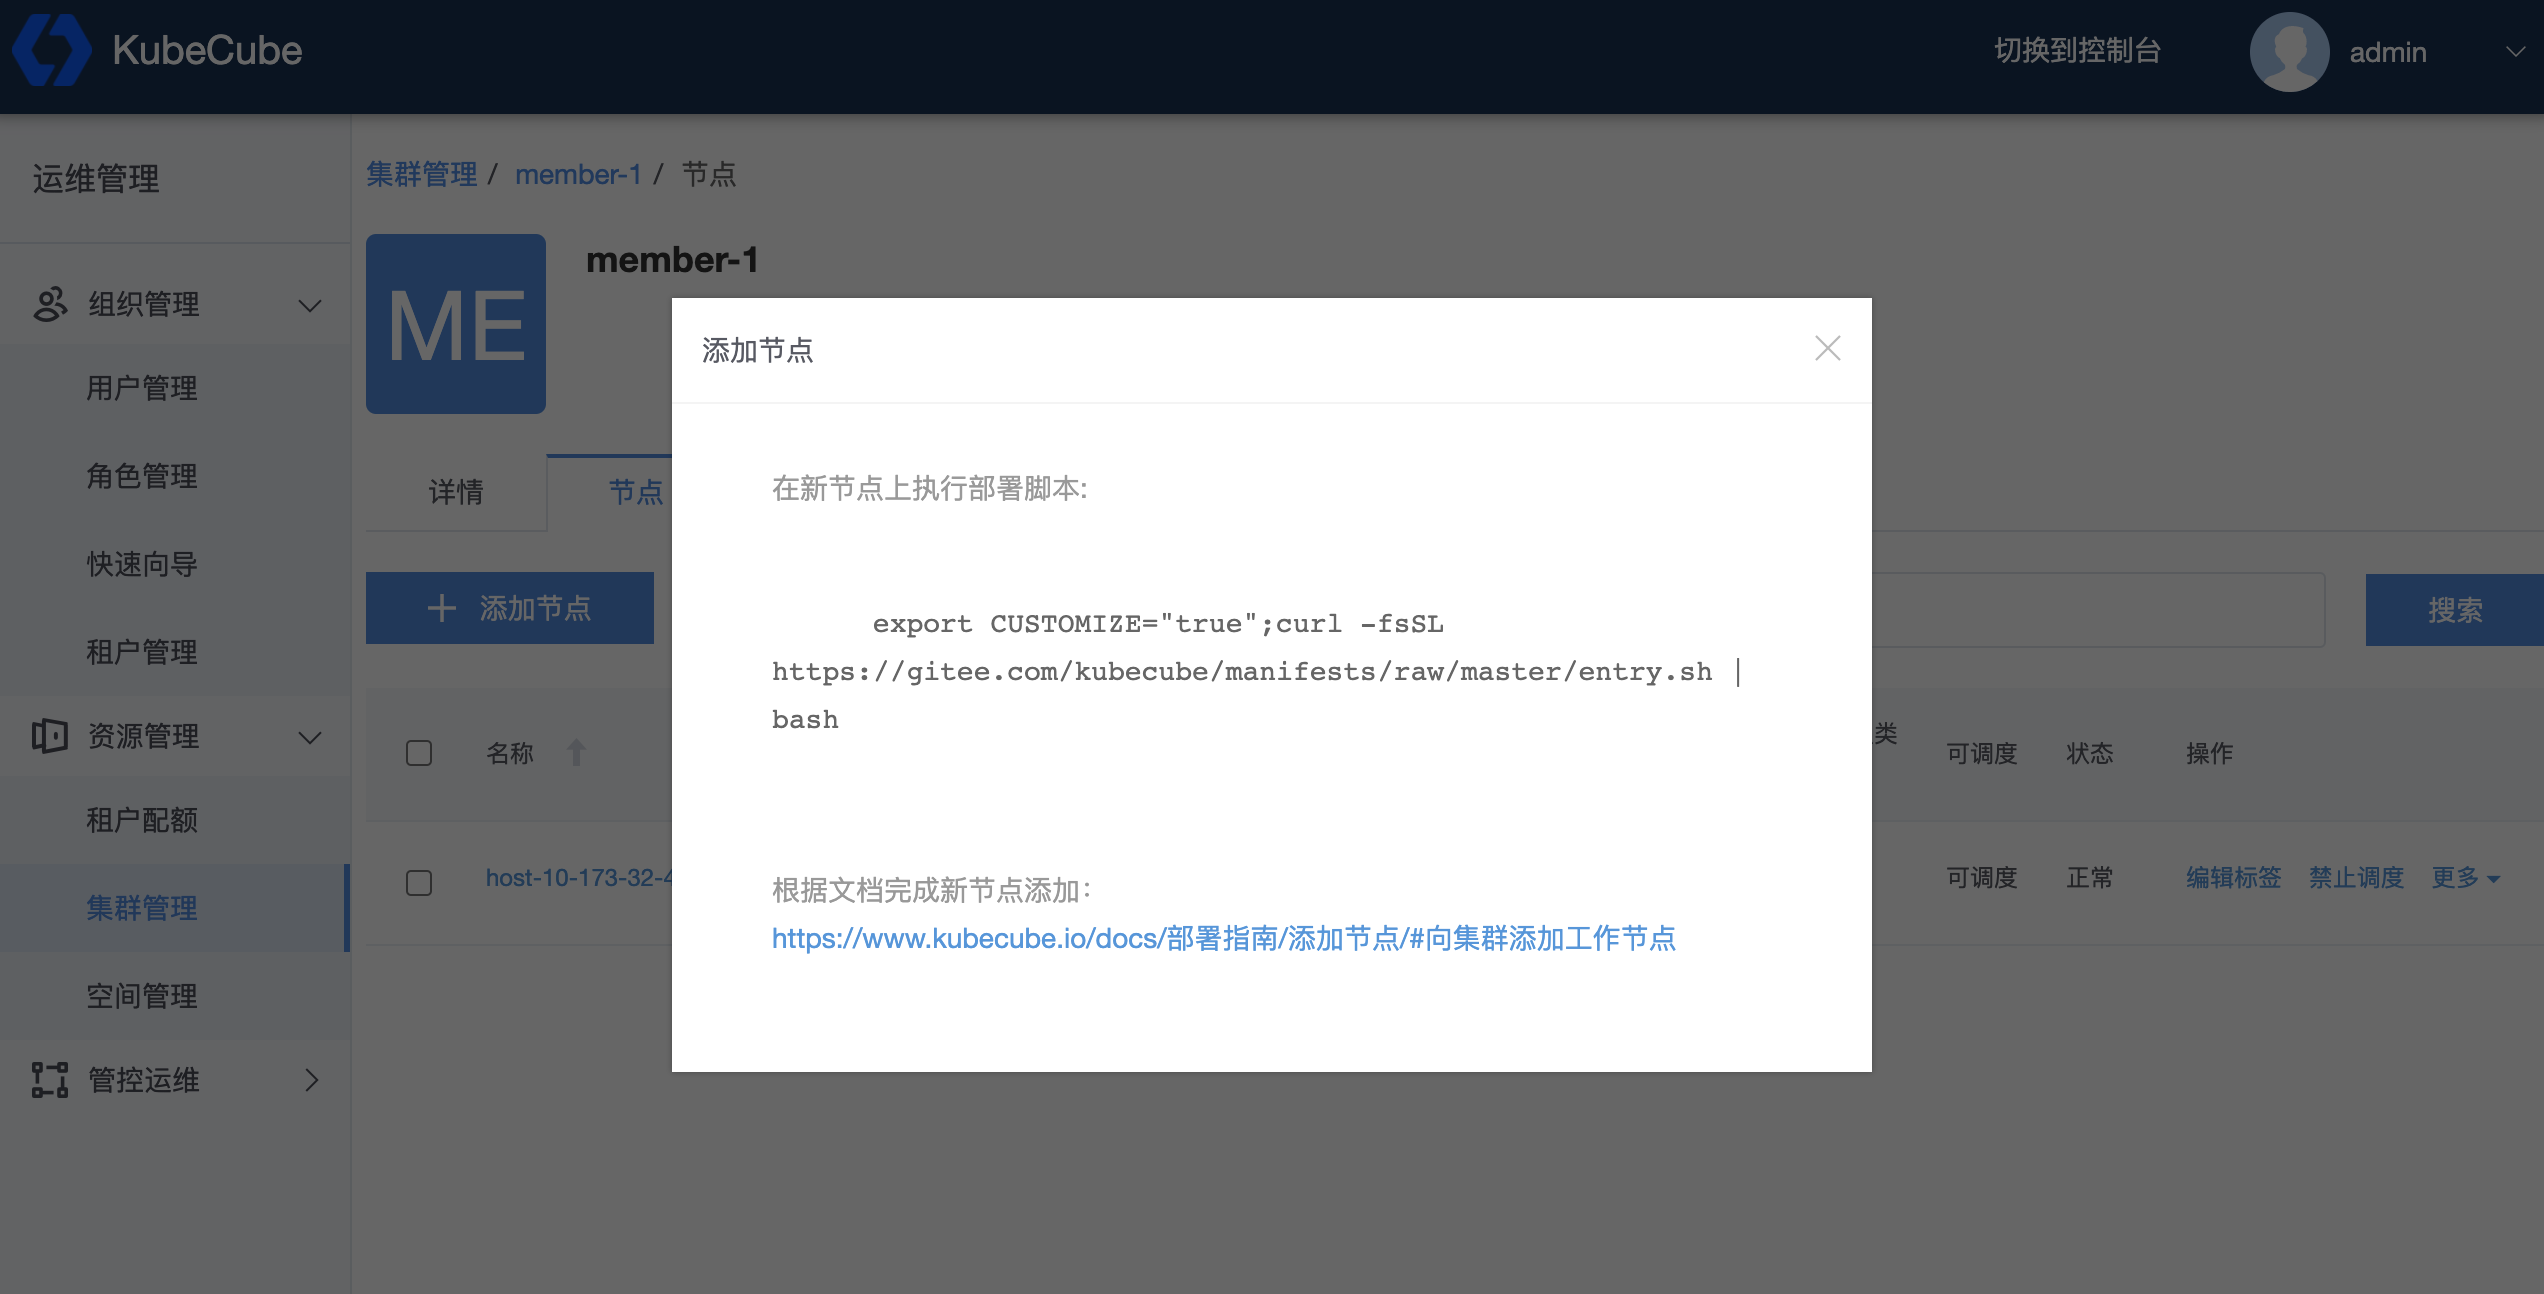 KubeCube
切换到控制台
admin
运维管理
组织管理
用户管理
角色管理
快速向导
租户管理
资源管理
租户配额
集群管理
空间管理
管控运维
集群管理 / member-1 / 节点
ME
member-1
详情
节点
添加节点
搜索
名称
类
可调度
状态
操作
host-10-173-32-4
可调度
正常
编辑标签
禁止调度
更多
添加节点
在新节点上执行部署脚本:
export CUSTOMIZE="true";curl -fsSL
https://gitee.com/kubecube/manifests/raw/master/entry.sh |
bash
根据文档完成新节点添加：
https://www.kubecube.io/docs/部署指南/添加节点/#向集群添加工作节点